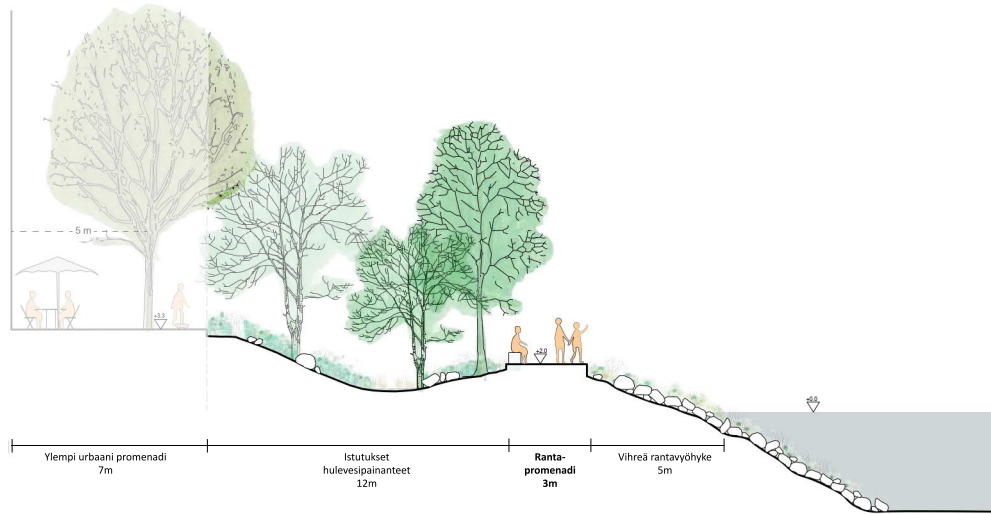 5 m
+3.3
+2.0
+0.0
Ylempi urbaani promenadi
7m
Istutukset
hulevesipainanteet
12m
Ranta-
promenadi
3m
Vihreä rantavyöhyke
5m